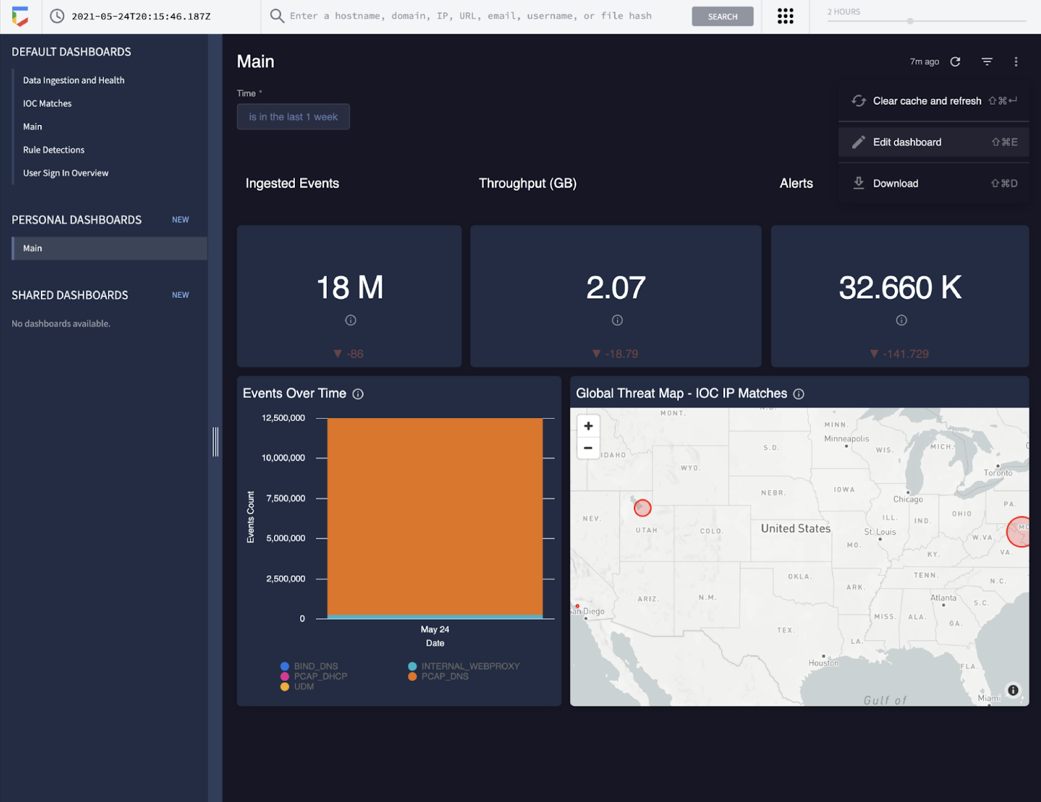 2021-05-24T20:15:46.187Z
Enter a hostname, domain, IP, URL, email, username, or file hash
SEARCH
2 HOURS
DEFAULT DASHBOARDS
Data Ingestion and Health
IOC Matches
Main
Rule Detections
User Sign In Overview
PERSONAL DASHBOARDS NEW
Main
SHARED DASHBOARDS NEW
No dashboards available.
Main
7m ago
Time *
is in the last 1 week
Clear cache and refresh ⇧⌘↵
Edit dashboard ⇧⌘E
Download ⇧⌘D
Ingested Events
Throughput (GB)
Alerts
18 M
▼ -86
2.07
▼ -18.79
32.660 K
▼ -141.729
Events Over Time
12,500,000
10,000,000
7,500,000
5,000,000
2,500,000
0
Events Count
May 24
Date
BIND_DNS
INTERNAL_WEBPROXY
PCAP_DHCP
PCAP_DNS
UDM
Global Threat Map - IOC IP Matches
+
−
MONT.
MINN.
Minneapolis
IDAHO
S.D.
WIS.
MICH.
WYO.
Toronto
IOWA
Chicago
NEBR.
PA.
NEV.
UTAH
COLO.
United States
ILL.
IND.
OHIO
St. Louis
MO.
W.VA.
VA.
KY.
OKLA.
TENN.
N.C.
ARIZ.
N.M.
ARK.
Atlanta
S.C.
an Diego
MISS.
ALA.
GA.
TEX.
LA.
Houston
FLA.
Gulf of
Miami